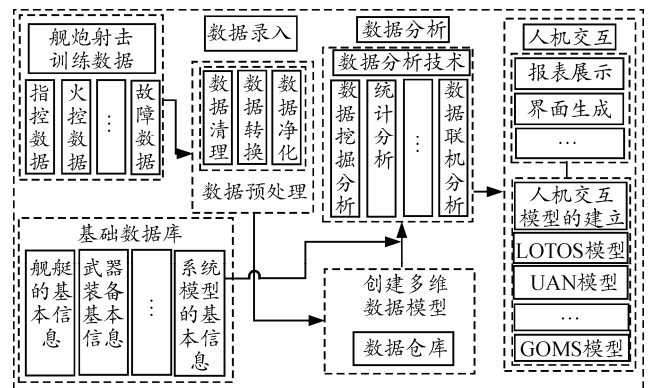 舰炮射击
训练数据
指控数据
火控数据
⋮
故障数据
数据录入
数据清理
数据转换
数据净化
数据预处理
数据分析
数据分析技术
数据挖掘分析
统计分析
⋮
数据联机分析
人机交互
报表展示
界面生成
…
人机交互
模型的建立
LOTOS模型
UAN模型
…
GOMS模型
基础数据库
舰艇的基本信息
武器装备基本信息
⋮
系统模型的基本信息
创建多维
数据模型
数据仓库